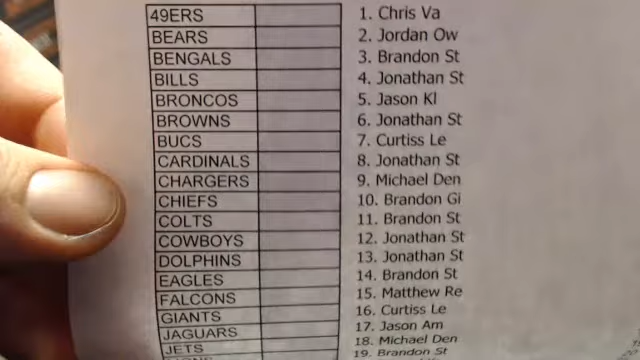 49ERS 1. Chris Va
BEARS 2. Jordan Ow
BENGALS 3. Brandon St
BILLS 4. Jonathan St
BRONCOS 5. Jason Kl
BROWNS 6. Jonathan St
BUCS 7. Curtiss Le
CARDINALS 8. Jonathan St
CHARGERS 9. Michael Den
CHIEFS 10. Brandon Gi
COLTS 11. Brandon St
COWBOYS 12. Jonathan St
DOLPHINS 13. Jonathan St
EAGLES 14. Brandon St
FALCONS 15. Matthew Re
GIANTS 16. Curtiss Le
JAGUARS 17. Jason Am
JETS 18. Michael Den
19. Brandon St